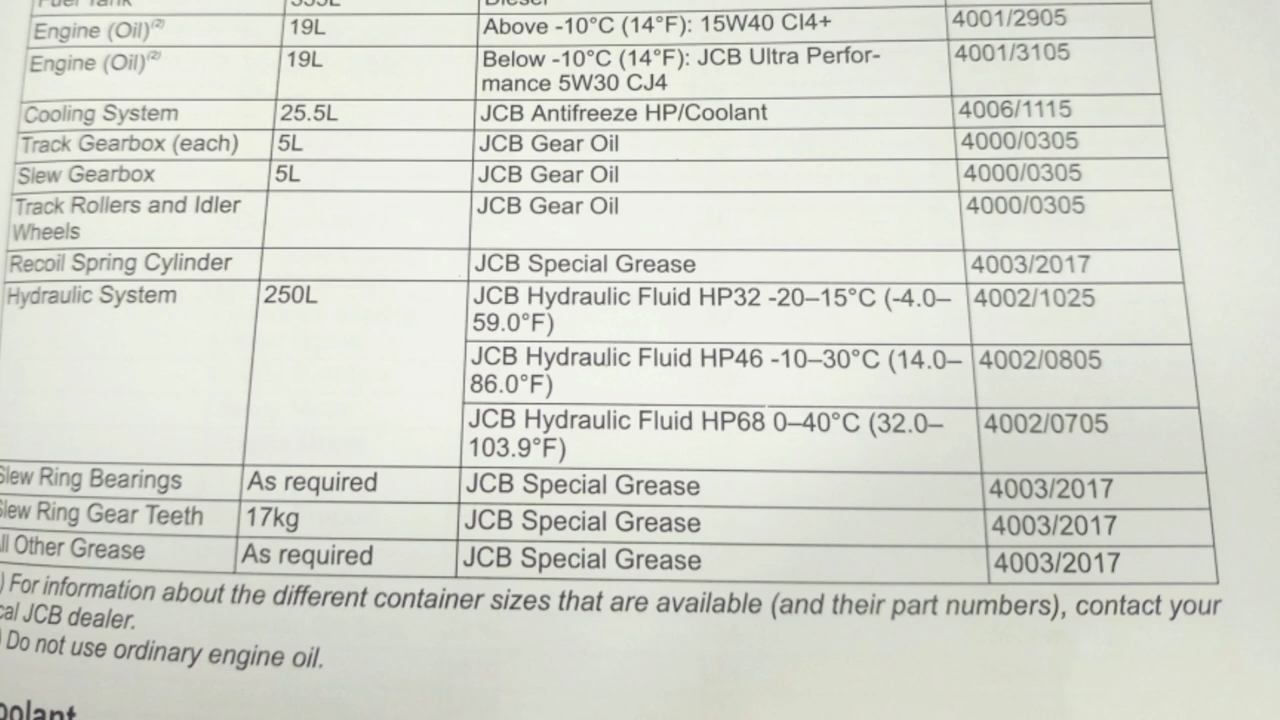 Fuel Tank 335L Diesel
Engine (Oil)(2) 19L Above -10°C (14°F): 15W40 CI4+ 4001/2905
Engine (Oil)(2) 19L Below -10°C (14°F): JCB Ultra Perfor-
mance 5W30 CJ4 4001/3105
Cooling System 25.5L JCB Antifreeze HP/Coolant 4006/1115
Track Gearbox (each) 5L JCB Gear Oil 4000/0305
Slew Gearbox 5L JCB Gear Oil 4000/0305
Track Rollers and Idler JCB Gear Oil 4000/0305
Wheels
Recoil Spring Cylinder JCB Special Grease 4003/2017
Hydraulic System 250L JCB Hydraulic Fluid HP32 -20–15°C (-4.0– 4002/1025
59.0°F)
JCB Hydraulic Fluid HP46 -10–30°C (14.0– 4002/0805
86.0°F)
JCB Hydraulic Fluid HP68 0–40°C (32.0– 4002/0705
103.9°F)
Slew Ring Bearings As required JCB Special Grease 4003/2017
Slew Ring Gear Teeth 17kg JCB Special Grease 4003/2017
ll Other Grease As required JCB Special Grease 4003/2017
) For information about the different container sizes that are available (and their part numbers), contact your
cal JCB dealer.
) Do not use ordinary engine oil.
oolant